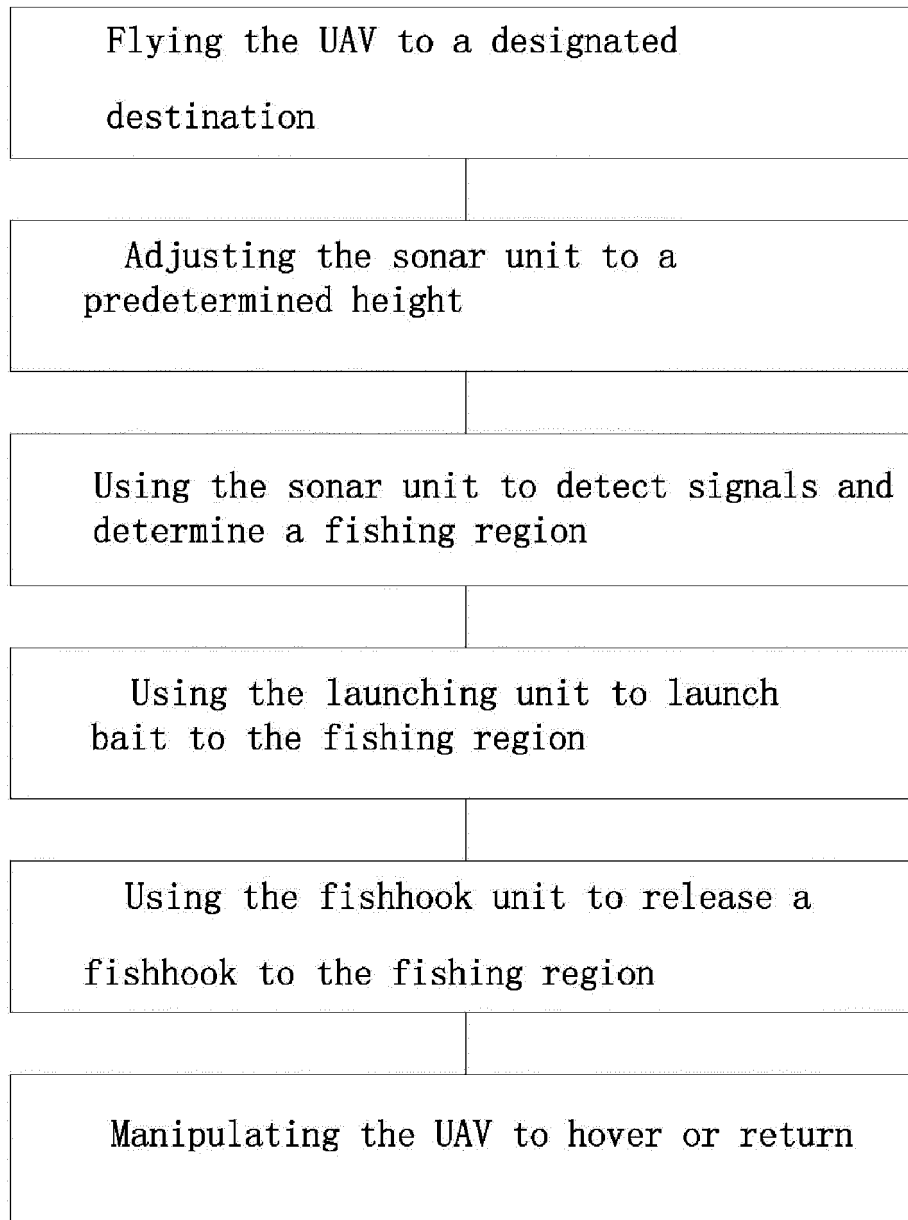 Flying the UAV to a designated
destination
Adjusting the sonar unit to a
predetermined height
Using the sonar unit to detect signals and
determine a fishing region
Using the launching unit to launch
bait to the fishing region
Using the fishhook unit to release a
fishhook to the fishing region
Manipulating the UAV to hover or return